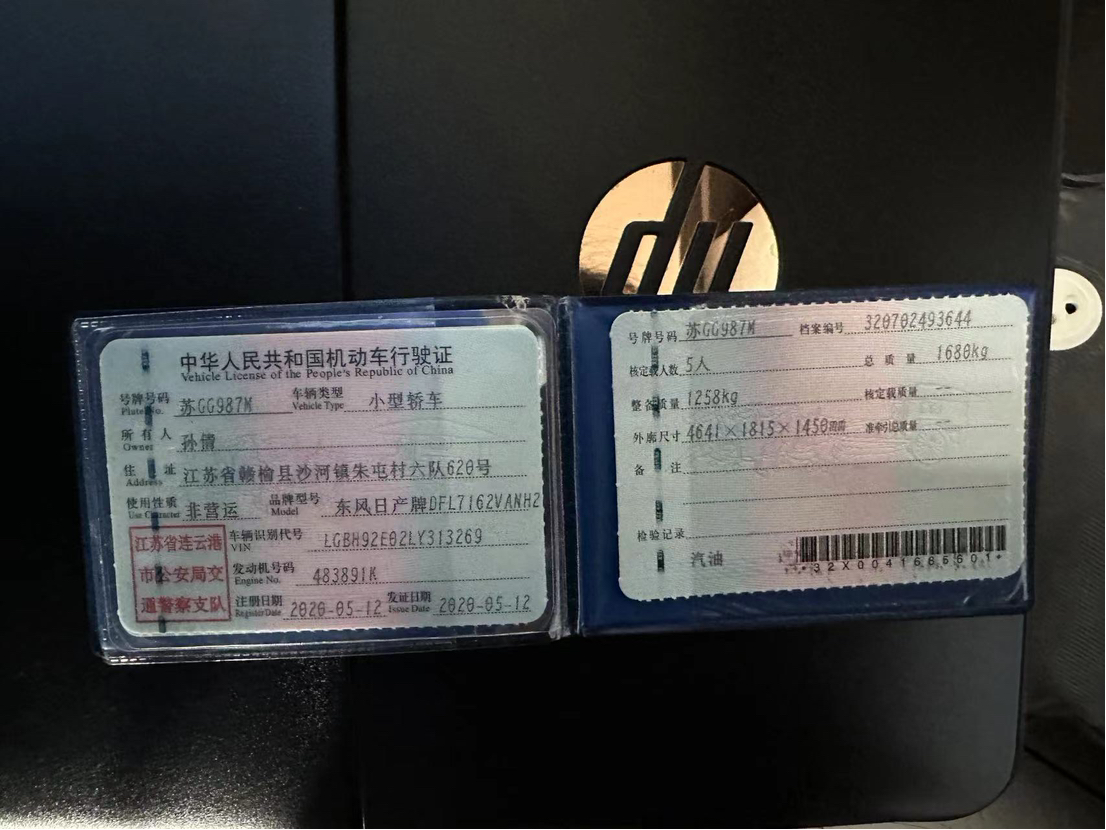 中华人民共和国机动车行驶证
Vehicle License of the People's Republic of China
号牌号码 苏GG987M 车辆类型 小型轿车
Plate No. Vehicle Type
所有人 孙倩
Owner
住址 江苏省赣榆县沙河镇朱屯村六队620号
Address
使用性质 非营运 品牌型号 东风日产牌DFL7162VANH2
Use Character Model
江苏省连云港
市公安局交
通警察支队
车辆识别代号 LGBH92E02LY313269
VIN
发动机号码 483891K
Engine No.
注册日期 2020-05-12 发证日期 2020-05-12
Register Date Issue Date
号牌号码 苏GG987M 档案编号 320702493644
核定载人数 5人 总质量 1680kg
整备质量 1258kg 核定载质量 --
外廓尺寸 4641×1815×1450 准牵引总质量 --
备注
检验记录
汽油
*32X0041685601*
hp